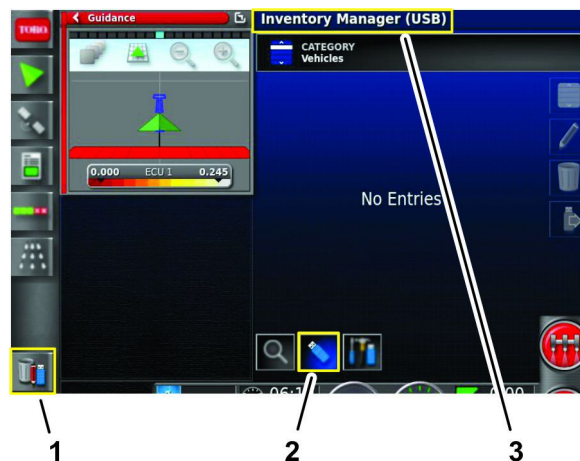 TORO
Guidance
Inventory Manager (USB)
CATEGORY
Vehicles
0.000 ECU 1 0.245
No Entries
1
2
3